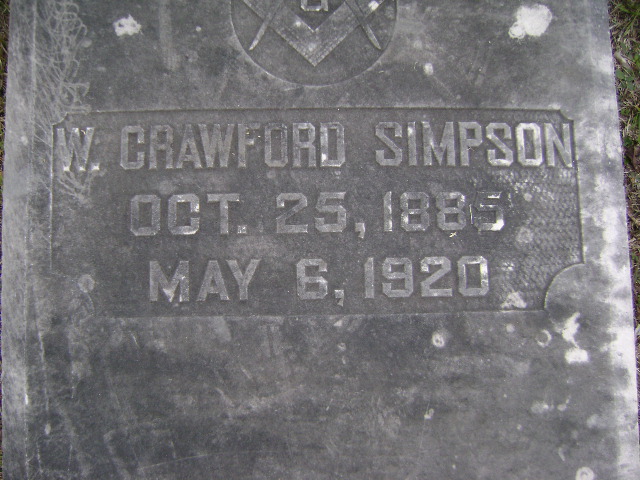 G
W. CRAWFORD SIMPSON
OCT. 25, 1885
MAY 6, 1920